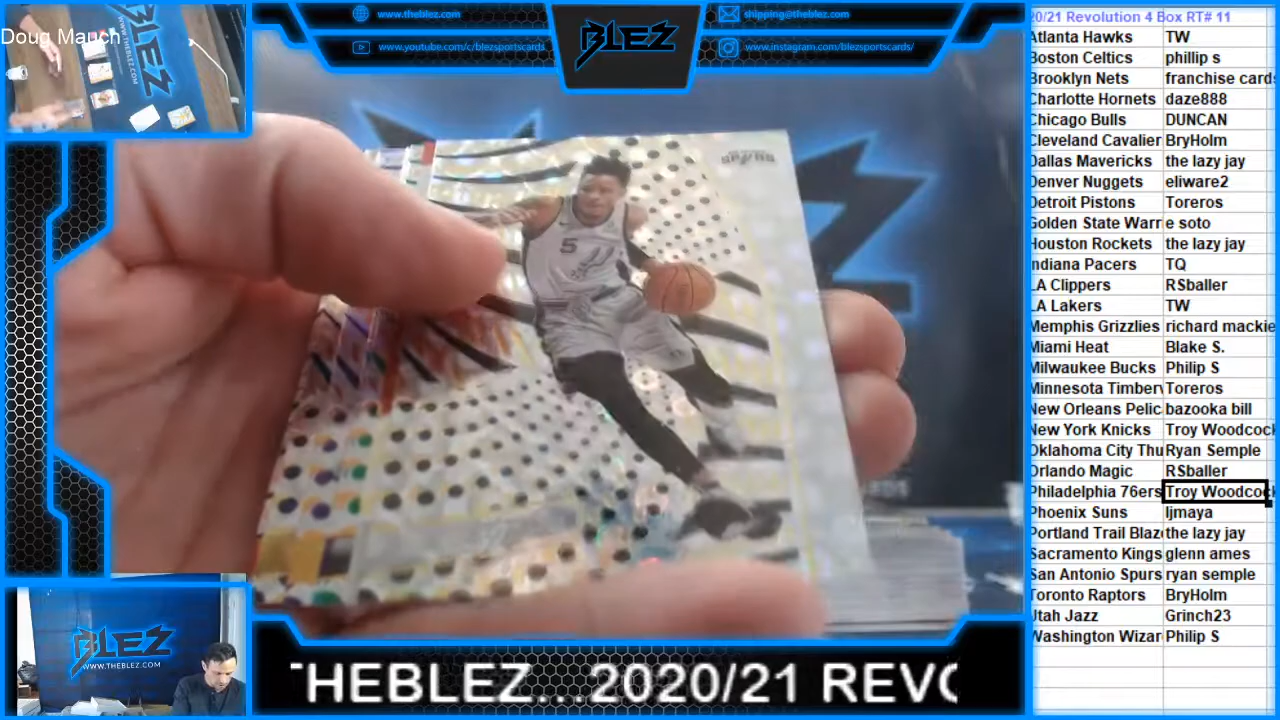 Doug Mauch
BLEZ
WWW.THEBLEZ
www.theblez.com
shipping@theblez.com
www.youtube.com/c/blezsportscards
www.instagram.com/blezsportscards/
BLEZ
SPURS
5
BLEZ
WWW.THEBLEZ.COM
THEBLEZ...2020/21 REVO
20/21 Revolution 4 Box RT# 11
Atlanta Hawks TW
Boston Celtics phillip s
Brooklyn Nets franchise cards
Charlotte Hornets daze888
Chicago Bulls DUNCAN
Cleveland Cavalier BryHolm
Dallas Mavericks the lazy jay
Denver Nuggets eliware2
Detroit Pistons Toreros
Golden State Warr e soto
Houston Rockets the lazy jay
Indiana Pacers TQ
LA Clippers RSballer
LA Lakers TW
Memphis Grizzlies richard mackie
Miami Heat Blake S.
Milwaukee Bucks Philip S
Minnesota Timberv Toreros
New Orleans Pelic bazooka bill
New York Knicks Troy Woodcock
Oklahoma City Thu Ryan Semple
Orlando Magic RSballer
Philadelphia 76ers Troy Woodcock
Phoenix Suns ljmaya
Portland Trail Blaz the lazy jay
Sacramento Kings glenn ames
San Antonio Spurs ryan semple
Toronto Raptors BryHolm
Utah Jazz Grinch23
Washington Wizar Philip S